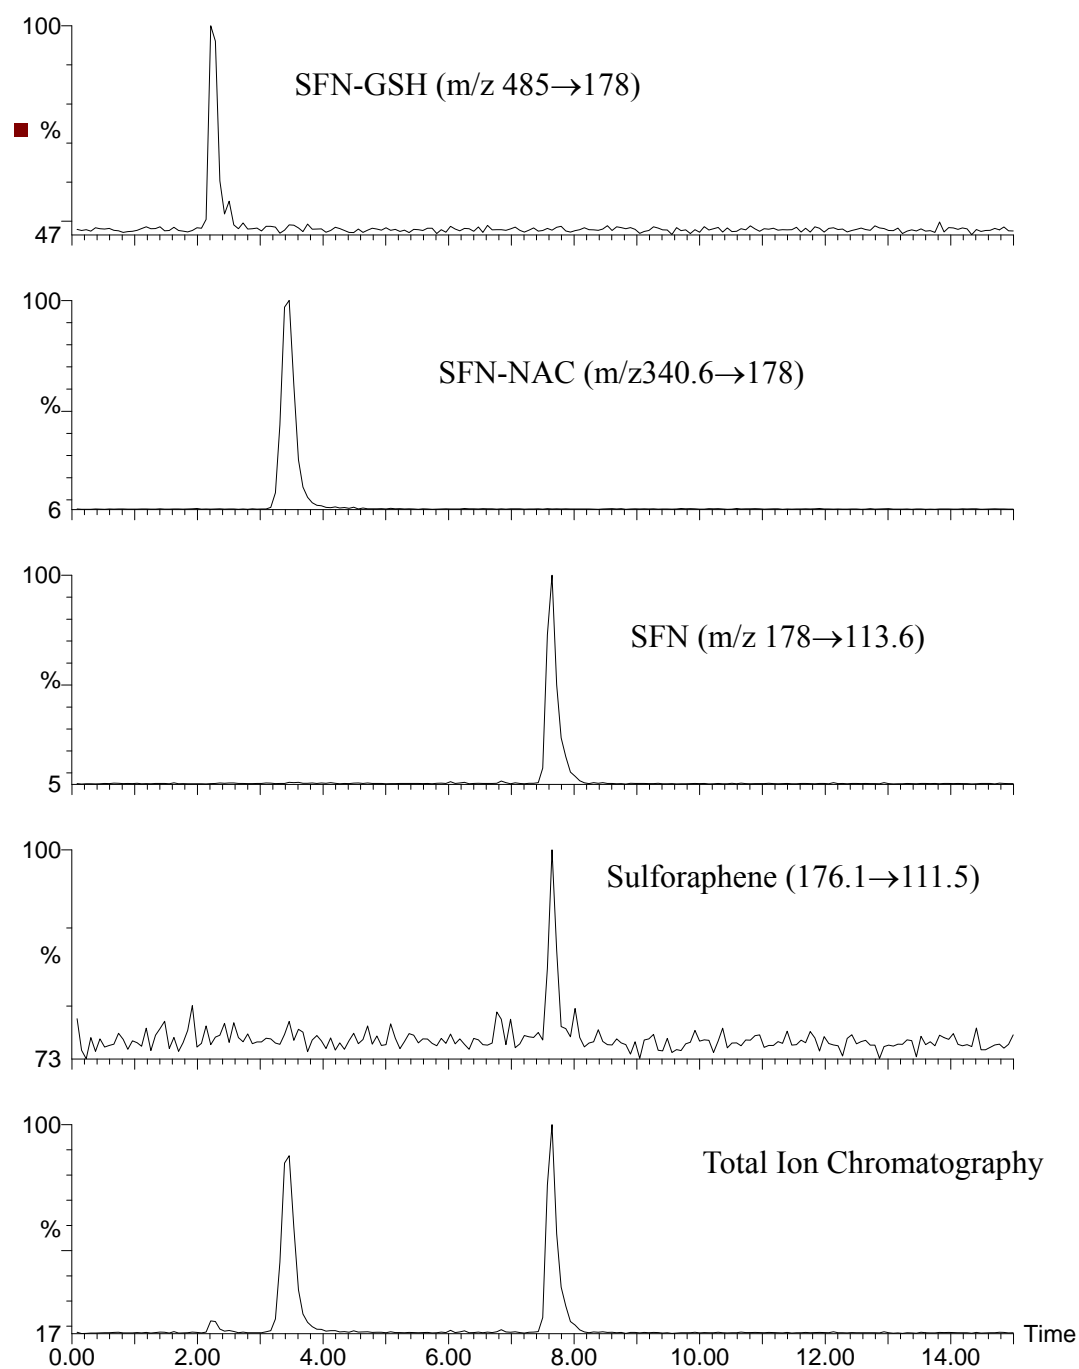 100
SFN-GSH (m/z 485→178)
%
47
100
SFN-NAC (m/z340.6→178)
%
6
100
SFN (m/z 178→113.6)
%
5
100
Sulforaphene (176.1→111.5)
%
73
100
Total Ion Chromatography
%
17
Time
0.00 2.00 4.00 6.00 8.00 10.00 12.00 14.00